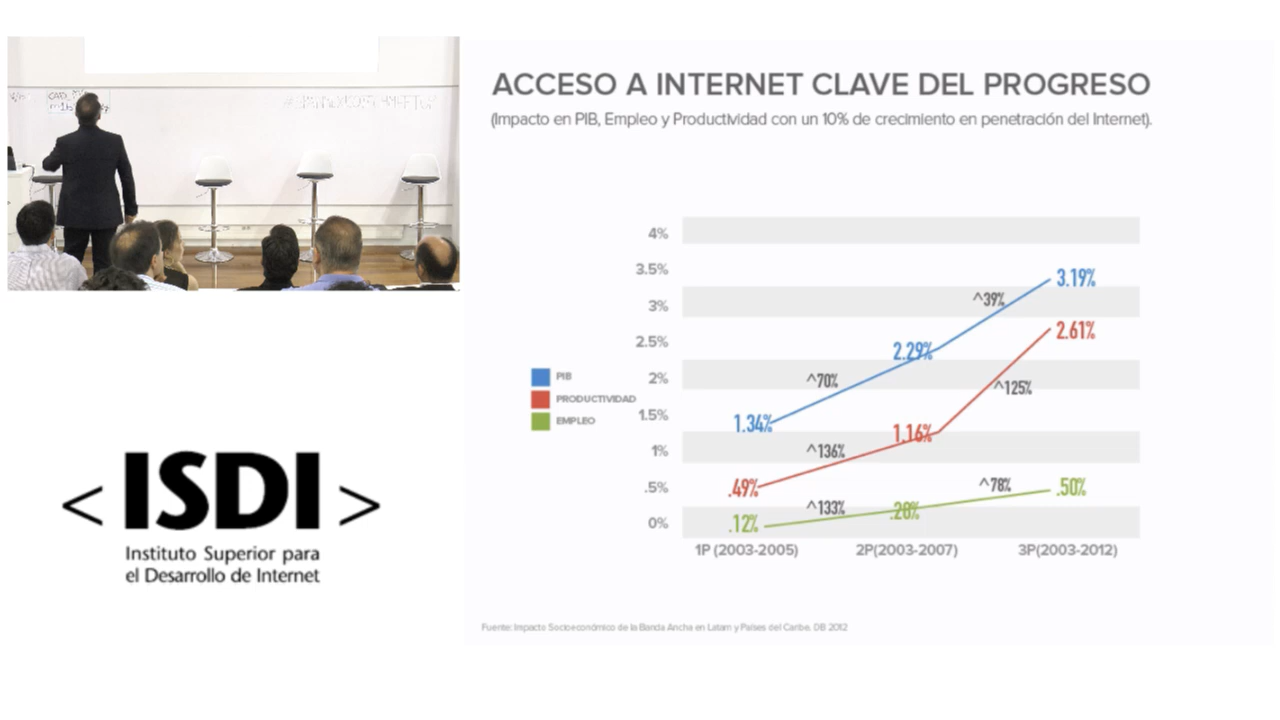 ACCESO A INTERNET CLAVE DEL PROGRESO
(Impacto en PIB, Empleo y Productividad con un 10% de crecimiento en penetración del Internet).
4%
3.5%
3%
2.5%
2%
1.5%
1%
.5%
0%
PIB
PRODUCTIVIDAD
EMPLEO
1.34%
^70%
2.29%
^39%
3.19%
.49%
^136%
1.16%
^125%
2.61%
.12%
^133%
.28%
^78%
.50%
1P (2003-2005)
2P(2003-2007)
3P(2003-2012)
Fuente: Impacto Socioeconómico de la Banda Ancha en Latam y Países del Caribe. DB 2012
< ISDI >
Instituto Superior para
el Desarrollo de Internet